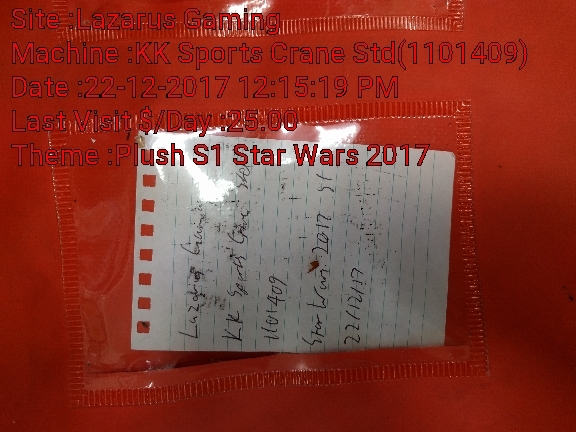 Site :Lazarus Gaming
Machine :KK Sports Crane Std(1101409)
Date :22-12-2017 12:15:19 PM
Last Visit $/Day :25.00
Theme :Plush S1 Star Wars 2017
Lazarus Gaming
KK Sports Crane Std
1101409
Star Wars 2017 S1
22/12/17